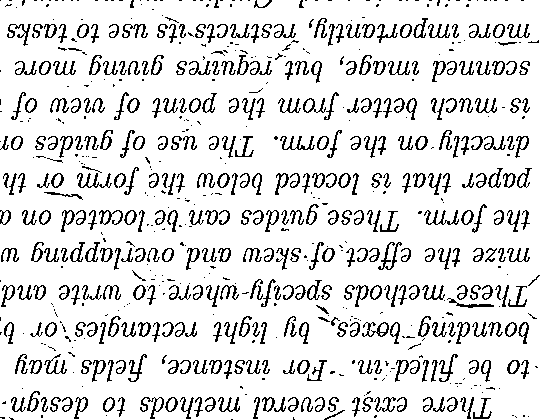 There exist several methods to design
to be filled in. For instance, fields may
bounding boxes, by light rectangles or b
These methods specify where to write and
mize the effect of skew and overlapping w
the form. These guides can be located on a
paper that is located below the form or th
directly on the form. The use of guides on
is much better from the point of view of
scanned image, but requires giving more
more importantly, restricts its use to tasks